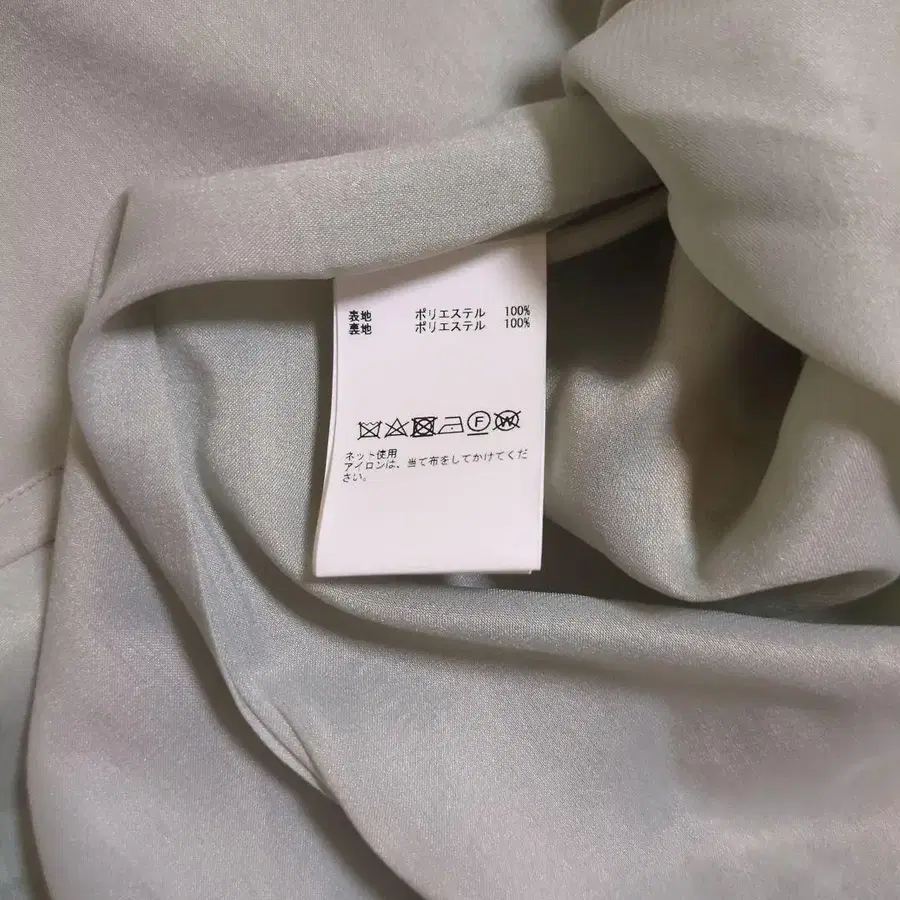 表地 ポリエステル 100%
裏地 ポリエステル 100%
F W
ネット使用
アイロンは、当て布をしてかけてくだ
さい。